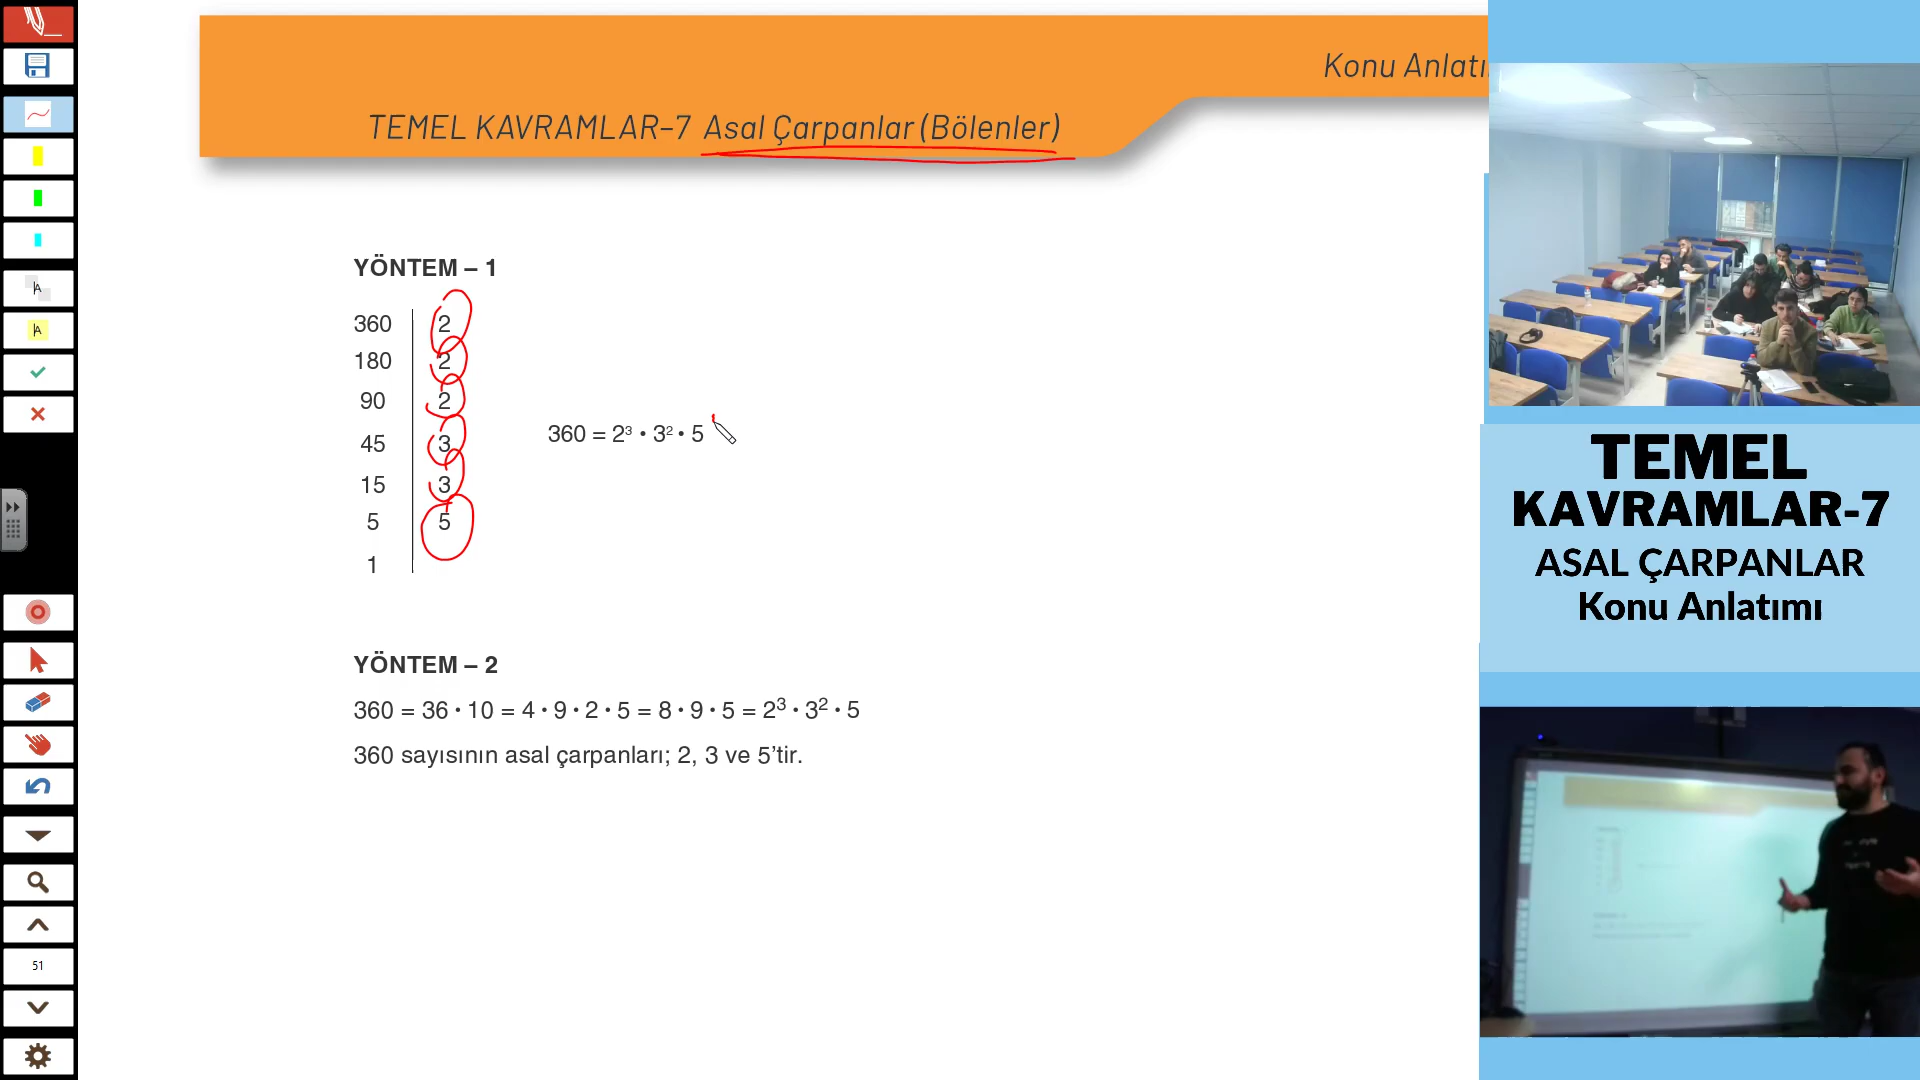 Konu Anlatı
TEMEL KAVRAMLAR–7 Asal Çarpanlar (Bölenler)
YÖNTEM – 1
360 2
180 2
90 2
45 3
15 3
5 5
1
360 = 2³ • 3² • 5
YÖNTEM – 2
360 = 36 • 10 = 4 • 9 • 2 • 5 = 8 • 9 • 5 = 2³ • 3² • 5
360 sayısının asal çarpanları; 2, 3 ve 5’tir.
TEMEL
KAVRAMLAR-7
ASAL ÇARPANLAR
Konu Anlatımı
A
A
51